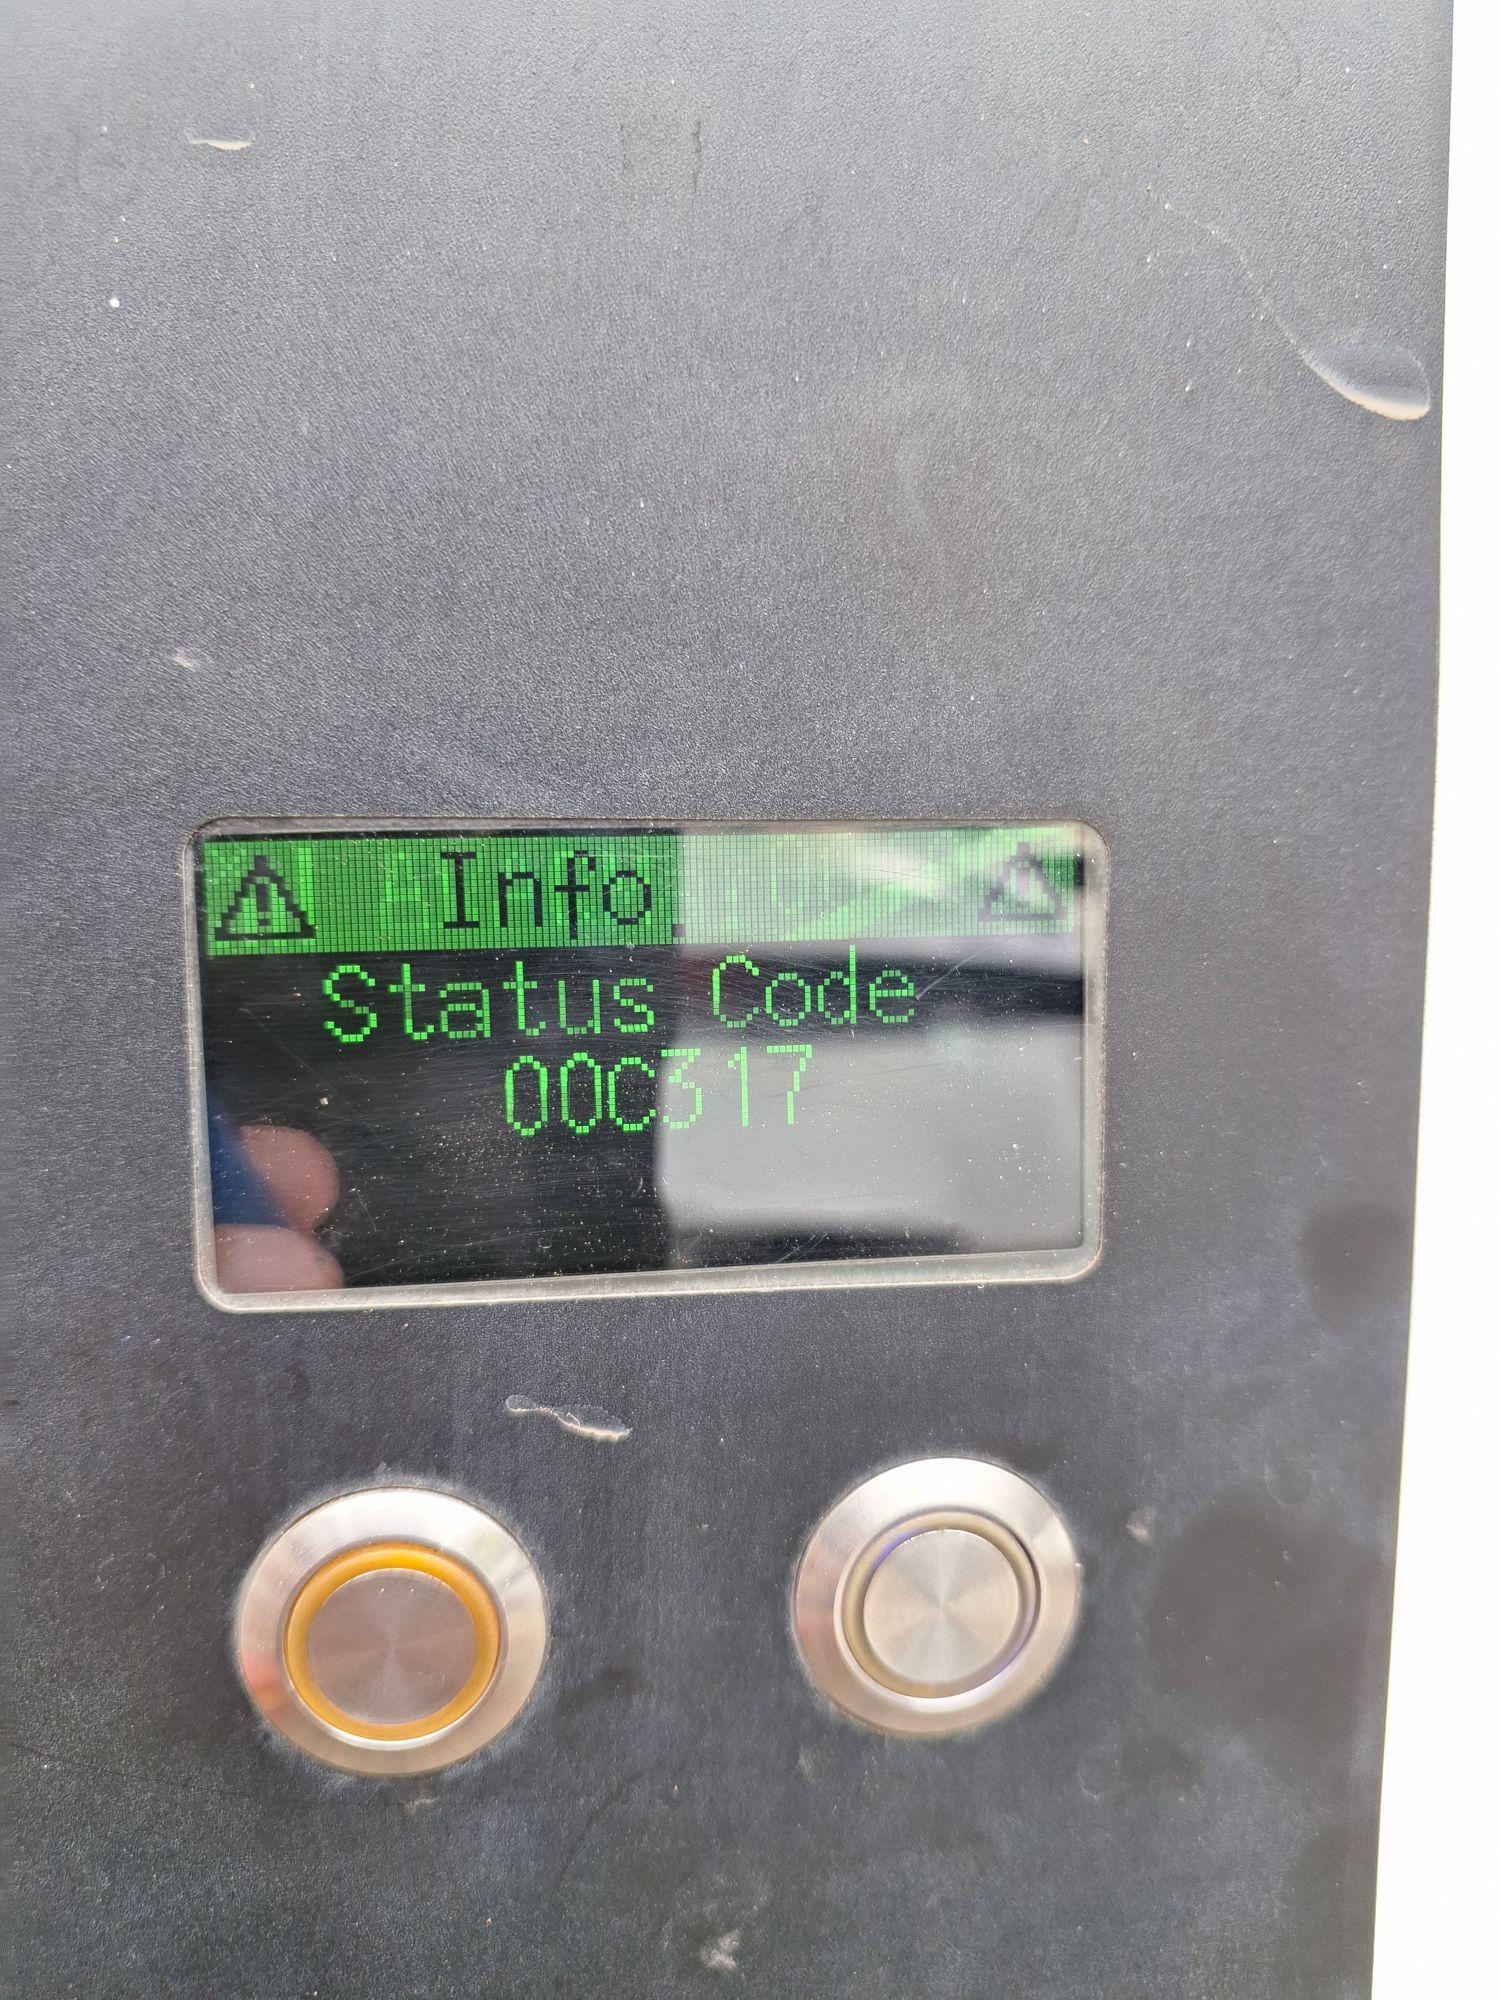 Info
Status Code
00C317